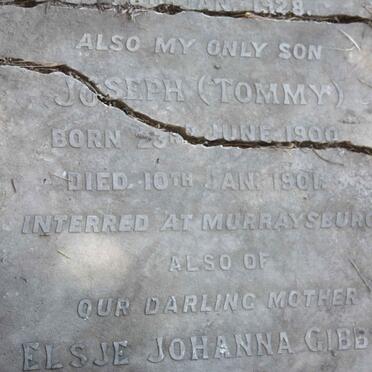 ALSO MY ONLY SON
JOSEPH (TOMMY)
BORN 23RD JUNE 1900
DIED 10TH JAN. 1901.
INTERRED AT MURRAYSBURG
ALSO OF
OUR DARLING MOTHER
ELSJE JOHANNA GIBB